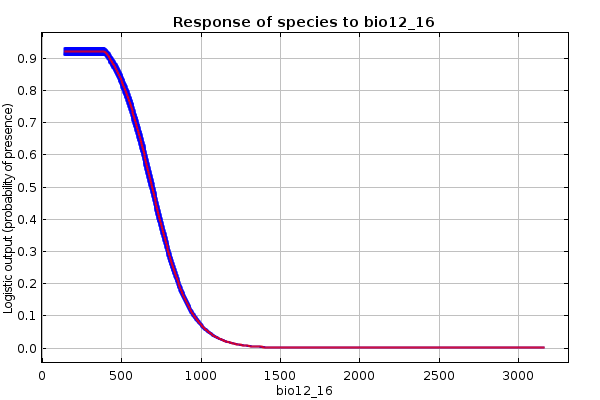 Response of species to bio12_16
Logistic output (probability of presence)
0.9
0.8
0.7
0.6
0.5
0.4
0.3
0.2
0.1
0.0
0 500 1000 1500 2000 2500 3000
bio12_16